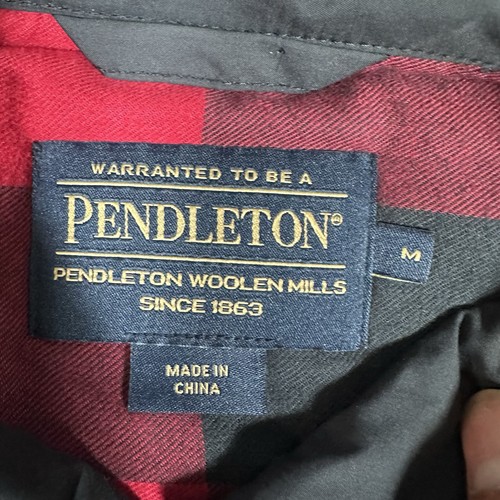 WARRANTED TO BE A
PENDLETON®
PENDLETON WOOLEN MILLS
SINCE 1863
M
MADE IN
CHINA